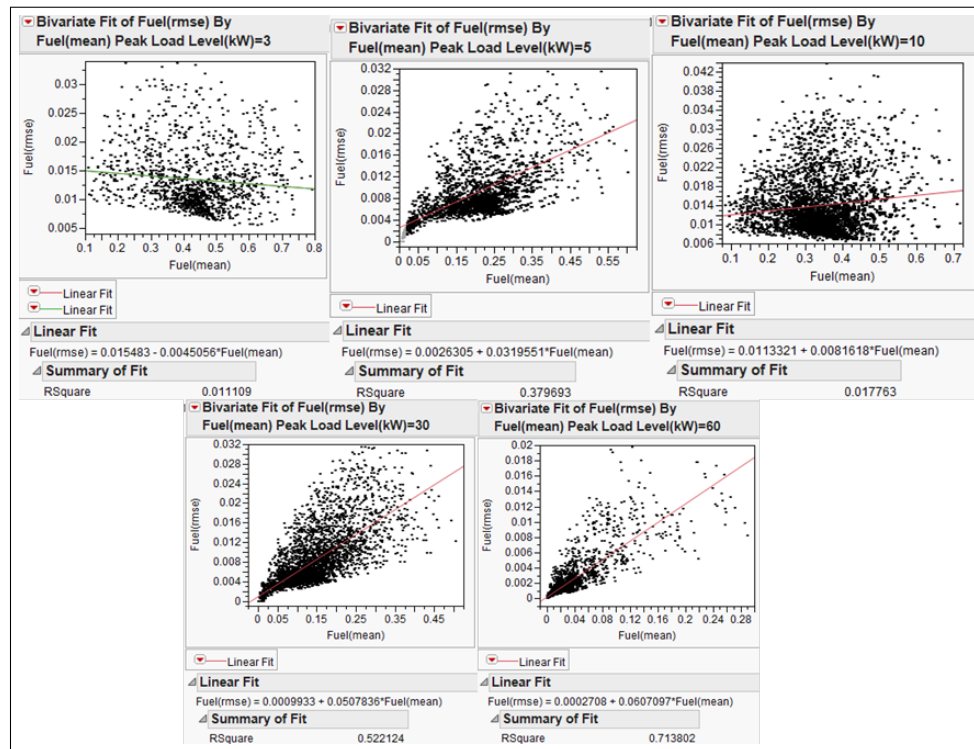 Bivariate Fit of Fuel(rmse) By
Fuel(mean) Peak Load Level(kW)=3
0.03
0.025
0.02
0.015
0.01
0.005
Fuel(rmse)
0.1 0.2 0.3 0.4 0.5 0.6 0.7 0.8
Fuel(mean)
Linear Fit
Linear Fit
Linear Fit
Fuel(rmse) = 0.015483 - 0.0045056*Fuel(mean)
Summary of Fit
RSquare 0.011109
Bivariate Fit of Fuel(rmse) By
Fuel(mean) Peak Load Level(kW)=5
0.032
0.028
0.024
0.02
0.016
0.012
0.008
0.004
0
Fuel(rmse)
0 0.05 0.15 0.25 0.35 0.45 0.55
Fuel(mean)
Linear Fit
Linear Fit
Fuel(rmse) = 0.0026305 + 0.0319551*Fuel(mean)
Summary of Fit
RSquare 0.379693
Bivariate Fit of Fuel(rmse) By
Fuel(mean) Peak Load Level(kW)=10
0.042
0.038
0.034
0.03
0.026
0.022
0.018
0.014
0.01
0.006
Fuel(rmse)
0.1 0.2 0.3 0.4 0.5 0.6 0.7
Fuel(mean)
Linear Fit
Linear Fit
Fuel(rmse) = 0.0113321 + 0.0081618*Fuel(mean)
Summary of Fit
RSquare 0.017763
Bivariate Fit of Fuel(rmse) By
Fuel(mean) Peak Load Level(kW)=30
0.032
0.028
0.024
0.02
0.016
0.012
0.008
0.004
0
Fuel(rmse)
0 0.05 0.15 0.25 0.35 0.45
Fuel(mean)
Linear Fit
Linear Fit
Fuel(rmse) = 0.0009933 + 0.0507836*Fuel(mean)
Summary of Fit
RSquare 0.522124
Bivariate Fit of Fuel(rmse) By
Fuel(mean) Peak Load Level(kW)=60
0.02
0.018
0.016
0.014
0.012
0.01
0.008
0.006
0.004
0.002
0
Fuel(rmse)
0 0.04 0.08 0.12 0.16 0.2 0.24 0.28
Fuel(mean)
Linear Fit
Linear Fit
Fuel(rmse) = 0.0002708 + 0.0607097*Fuel(mean)
Summary of Fit
RSquare 0.713802